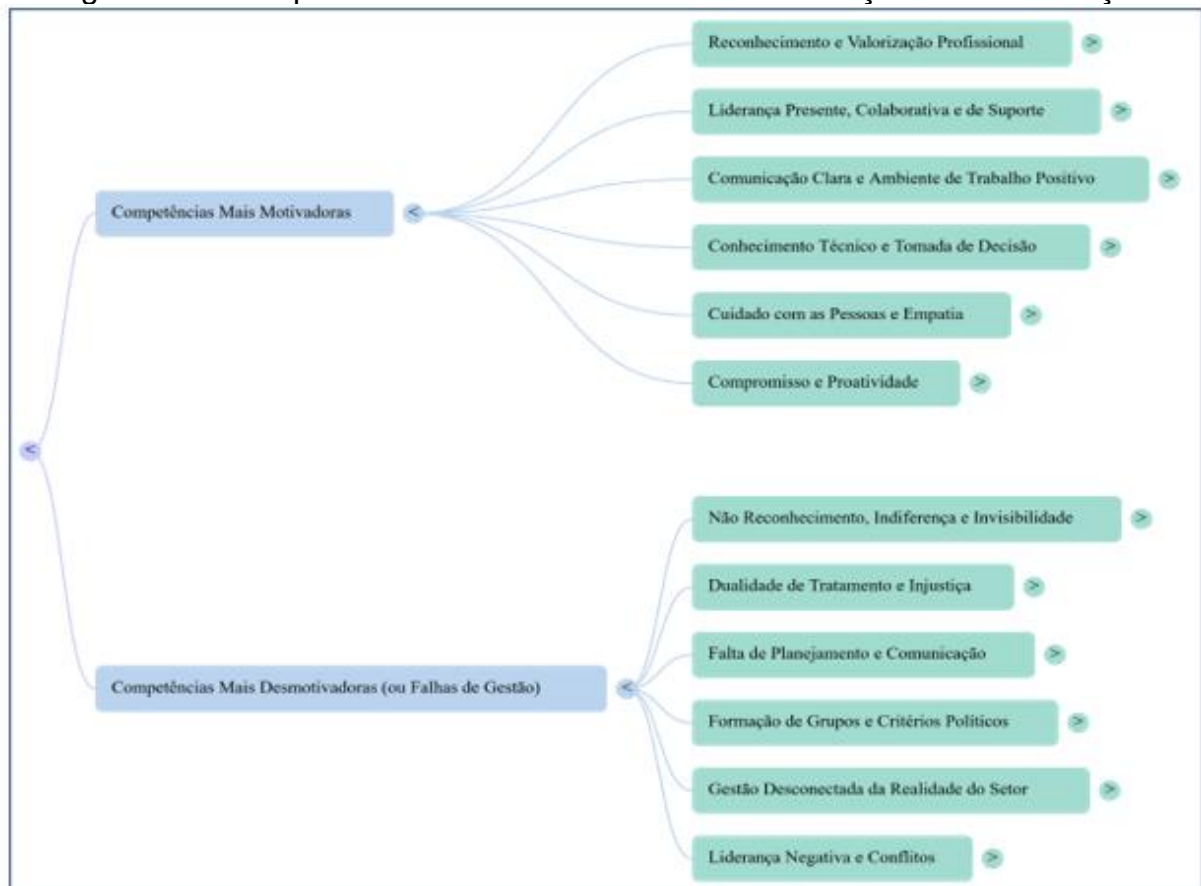 Reconhecimento e Valorização Profissional >
Liderança Presente, Colaborativa e de Suporte >
Comunicação Clara e Ambiente de Trabalho Positivo >
Competências Mais Motivadoras <
Conhecimento Técnico e Tomada de Decisão >
Cuidado com as Pessoas e Empatia >
Compromisso e Proatividade >
<
Não Reconhecimento, Indiferença e Invisibilidade >
Dualidade de Tratamento e Injustiça >
Falta de Planejamento e Comunicação >
Competências Mais Desmotivadoras (ou Falhas de Gestão) <
Formação de Grupos e Critérios Políticos >
Gestão Desconectada da Realidade do Setor >
Liderança Negativa e Conflitos >